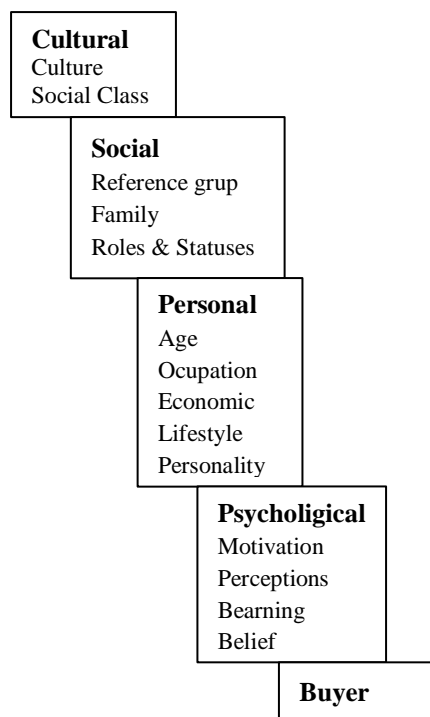 Cultural
Culture
Social Class
Social
Reference grup
Family
Roles & Statuses
Personal
Age
Ocupation
Economic
Lifestyle
Personality
Psycholigical
Motivation
Perceptions
Bearning
Belief
Buyer